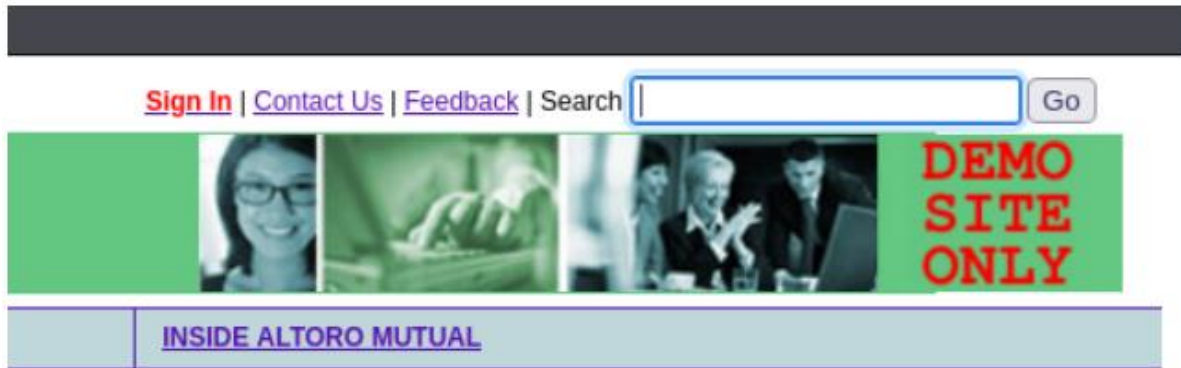 Sign In | Contact Us | Feedback | Search
Go
DEMO
SITE
ONLY
INSIDE ALTORO MUTUAL